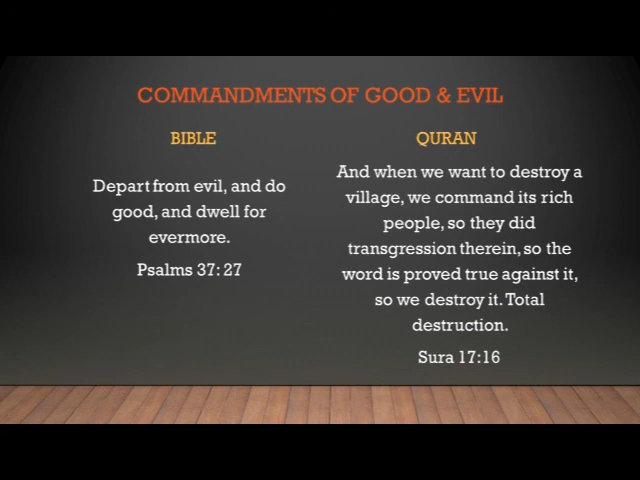 COMMANDMENTS OF GOOD & EVIL
BIBLE
Depart from evil, and do
good, and dwell for
evermore.
Psalms 37: 27
QURAN
And when we want to destroy a
village, we command its rich
people, so they did
transgression therein, so the
word is proved true against it,
so we destroy it. Total
destruction.
Sura 17:16